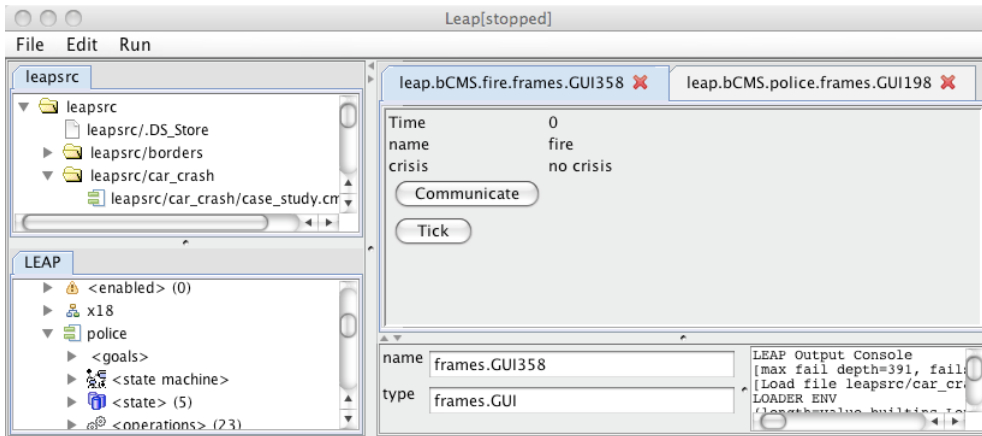 Leap[stopped]
File Edit Run
leapsrc
leapsrc
leapsrc/.DS_Store
leapsrc/borders
leapsrc/car_crash
leapsrc/car_crash/case_study.cm
LEAP
<enabled> (0)
x18
police
<goals>
<state machine>
<state> (5)
<operations> (23)
leap.bCMS.fire.frames.GUI358 leap.bCMS.police.frames.GUI198
Time 0
name fire
crisis no crisis
Communicate
Tick
name frames.GUI358
type frames.GUI
LEAP Output Console
[max fail depth=391, fail
[Load file leapsrc/car_cr
LOADER ENV